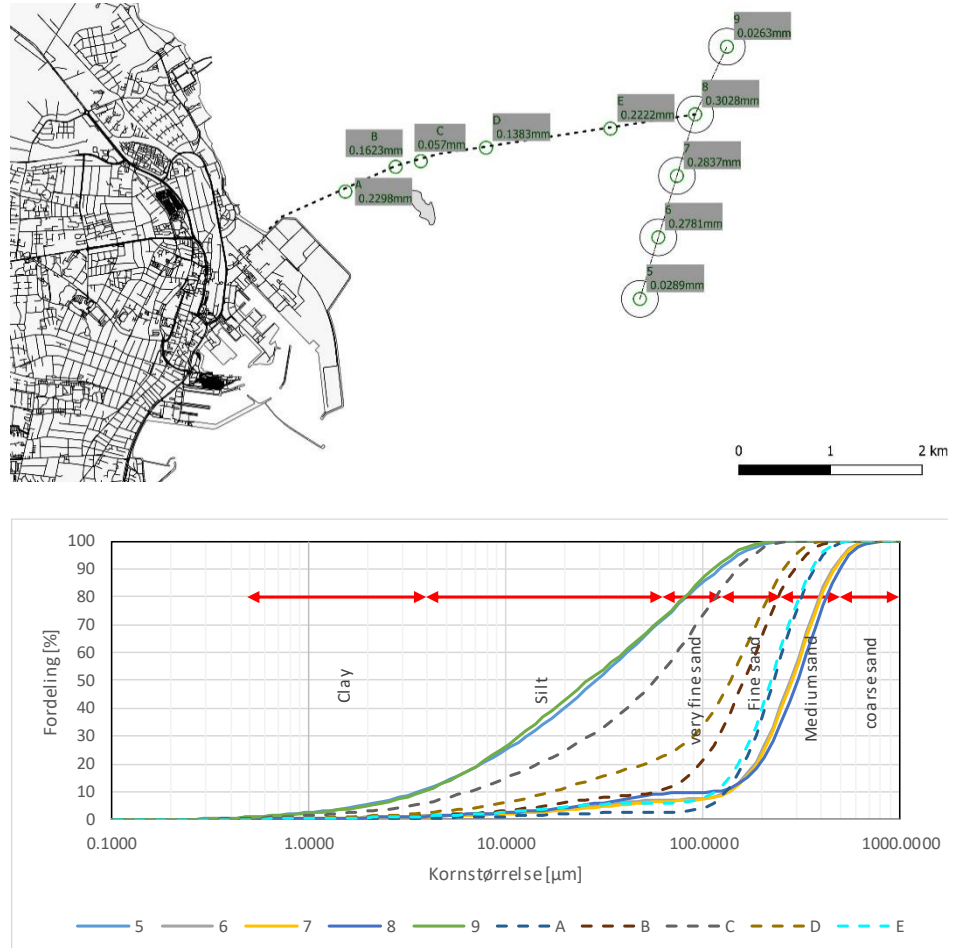 9
0.0263mm
8
0.3028mm
E
0.2222mm
D
0.1383mm
C
0.057mm
B
0.1623mm
7
0.2837mm
A
0.2298mm
6
0.2781mm
5
0.0289mm
0 1 2 km
100
90
80
70
60
50
40
30
20
10
0
Fordeling [%]
Clay
Silt
very fine sand
Fine sand
Medium sand
coarse sand
0.1000 1.0000 10.0000 100.0000 1000.0000
Kornstørrelse [µm]
5 6 7 8 9 A B C D E